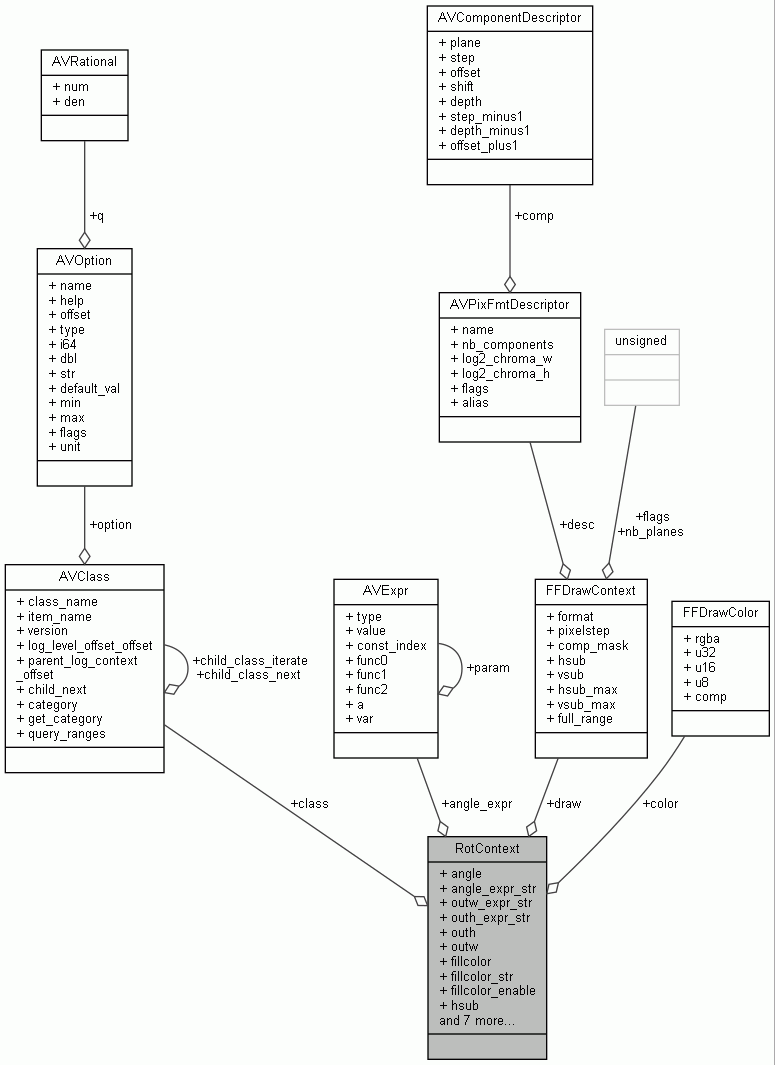 AVComponentDescriptor
+ plane
+ step
+ offset
+ shift
+ depth
+ step_minus1
+ depth_minus1
+ offset_plus1
AVRational
+ num
+ den
+q
+comp
AVOption
+ name
+ help
+ offset
+ type
+ i64
+ dbl
+ str
+ default_val
+ min
+ max
+ flags
+ unit
AVPixFmtDescriptor
+ name
+ nb_components
+ log2_chroma_w
+ log2_chroma_h
+ flags
+ alias
unsigned
+option
+desc
+flags
+nb_planes
AVClass
+ class_name
+ item_name
+ version
+ log_level_offset_offset
+ parent_log_context
_offset
+ child_next
+ category
+ get_category
+ query_ranges
+child_class_iterate
+child_class_next
AVExpr
+ type
+ value
+ const_index
+ func0
+ func1
+ func2
+ a
+ var
+param
FFDrawContext
+ format
+ pixelstep
+ comp_mask
+ hsub
+ vsub
+ hsub_max
+ vsub_max
+ full_range
FFDrawColor
+ rgba
+ u32
+ u16
+ u8
+ comp
+class
+angle_expr
+draw
+color
RotContext
+ angle
+ angle_expr_str
+ outw_expr_str
+ outh_expr_str
+ outh
+ outw
+ fillcolor
+ fillcolor_str
+ fillcolor_enable
+ hsub
and 7 more...